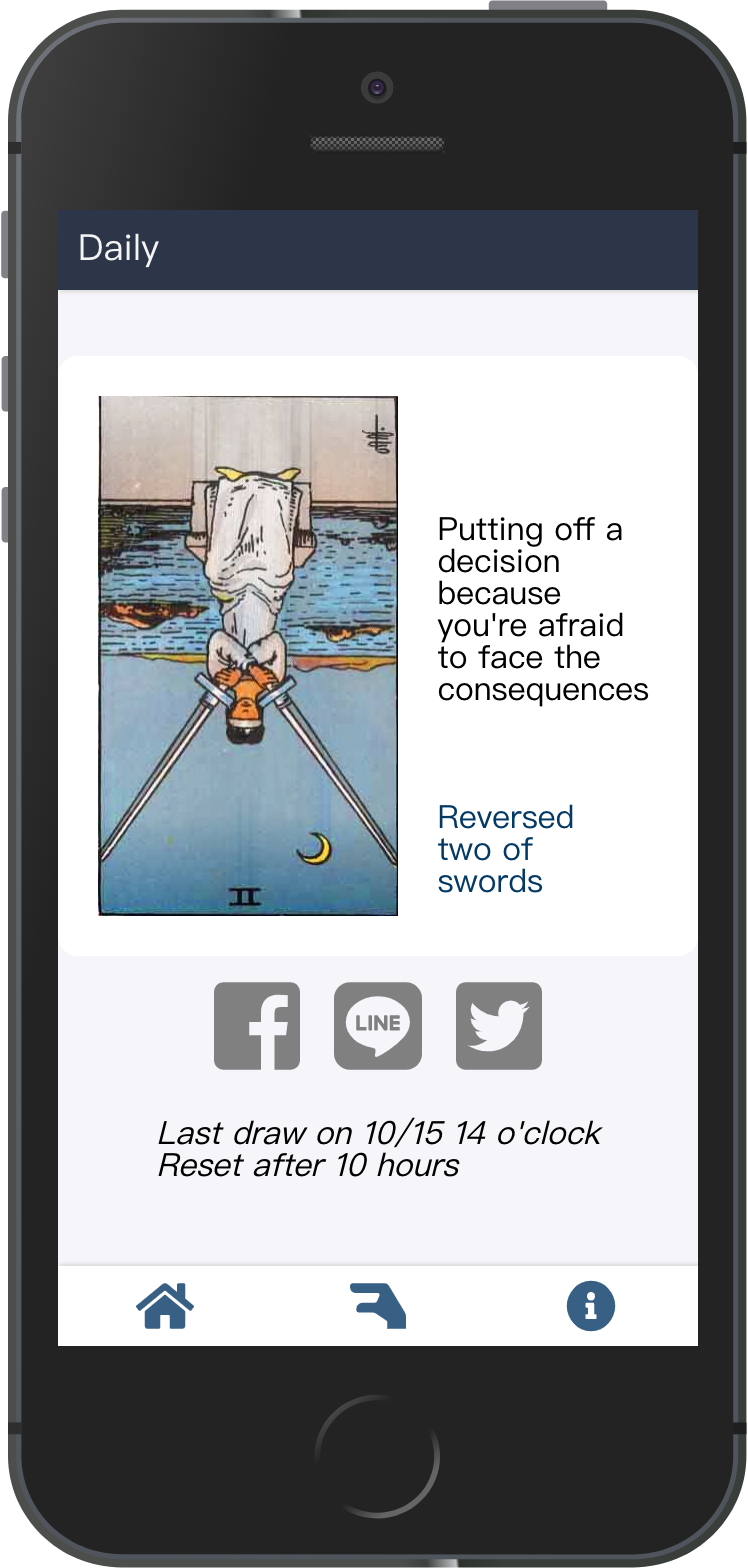 Daily
Putting off a
decision
because
you're afraid
to face the
consequences
Reversed
two of
swords
II
LINE
Last draw on 10/15 14 o'clock
Reset after 10 hours